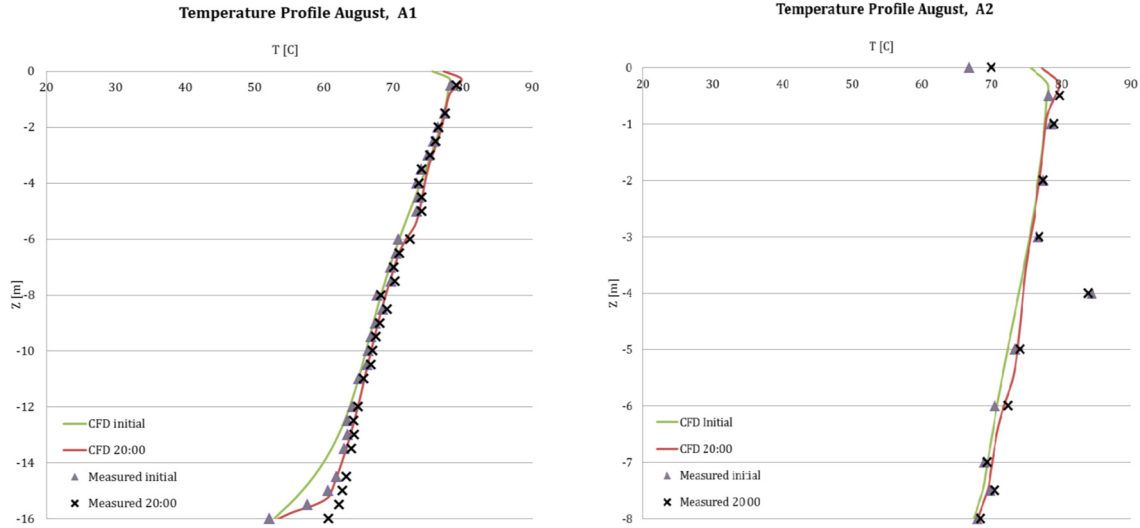 Temperature Profile August, A1
T [C]
0
20 30 40 50 60 70 80 90
-2
-4
-6
Z [m]
-8
-10
-12
-14
-16
CFD initial
CFD 20:00
Measured initial
Measured 20:00
Temperature Profile August, A2
T [C]
0
20 30 40 50 60 70 80 90
-1
-2
-3
-4
Z [m]
-5
-6
-7
-8
CFD Initial
CFD 20:00
Measured initial
Measured 20:00